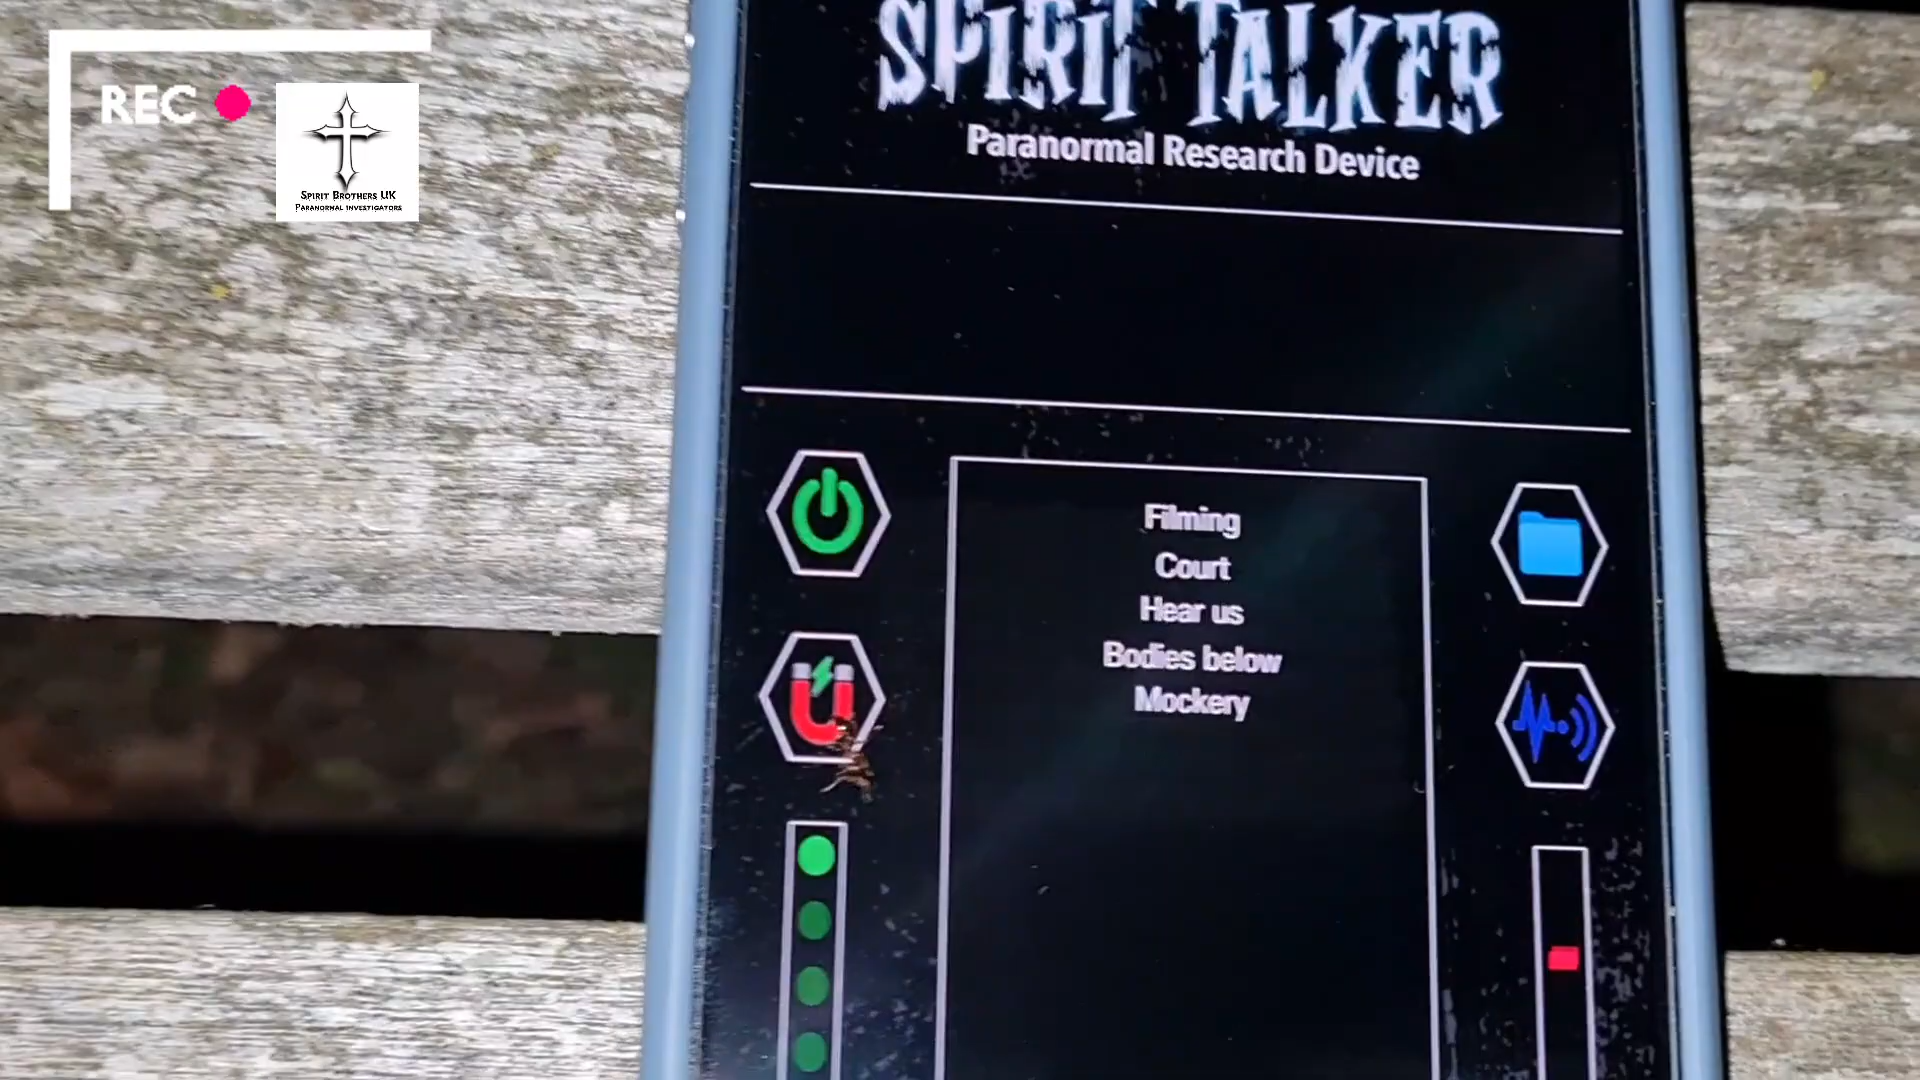 REC
SPIRIT BROTHERS UK
PARANORMAL INVESTIGATORS
SPIRIT TALKER
Paranormal Research Device
Filming
Court
Hear us
Bodies below
Mockery